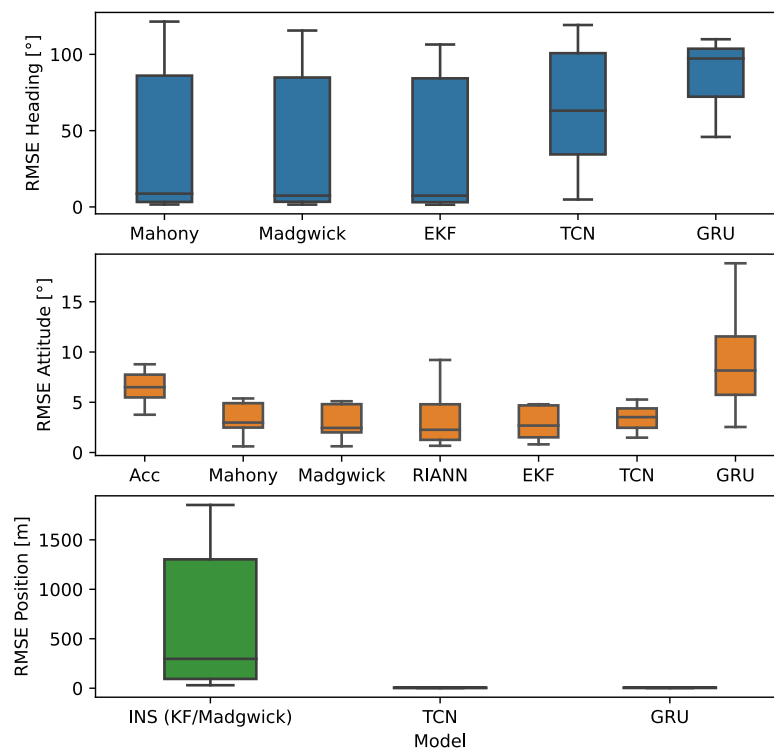 RMSE Heading [°]
100
50
0
Mahony Madgwick EKF TCN GRU
RMSE Attitude [°]
15
10
5
0
Acc Mahony Madgwick RIANN EKF TCN GRU
RMSE Position [m]
1500
1000
500
0
INS (KF/Madgwick) TCN GRU
Model